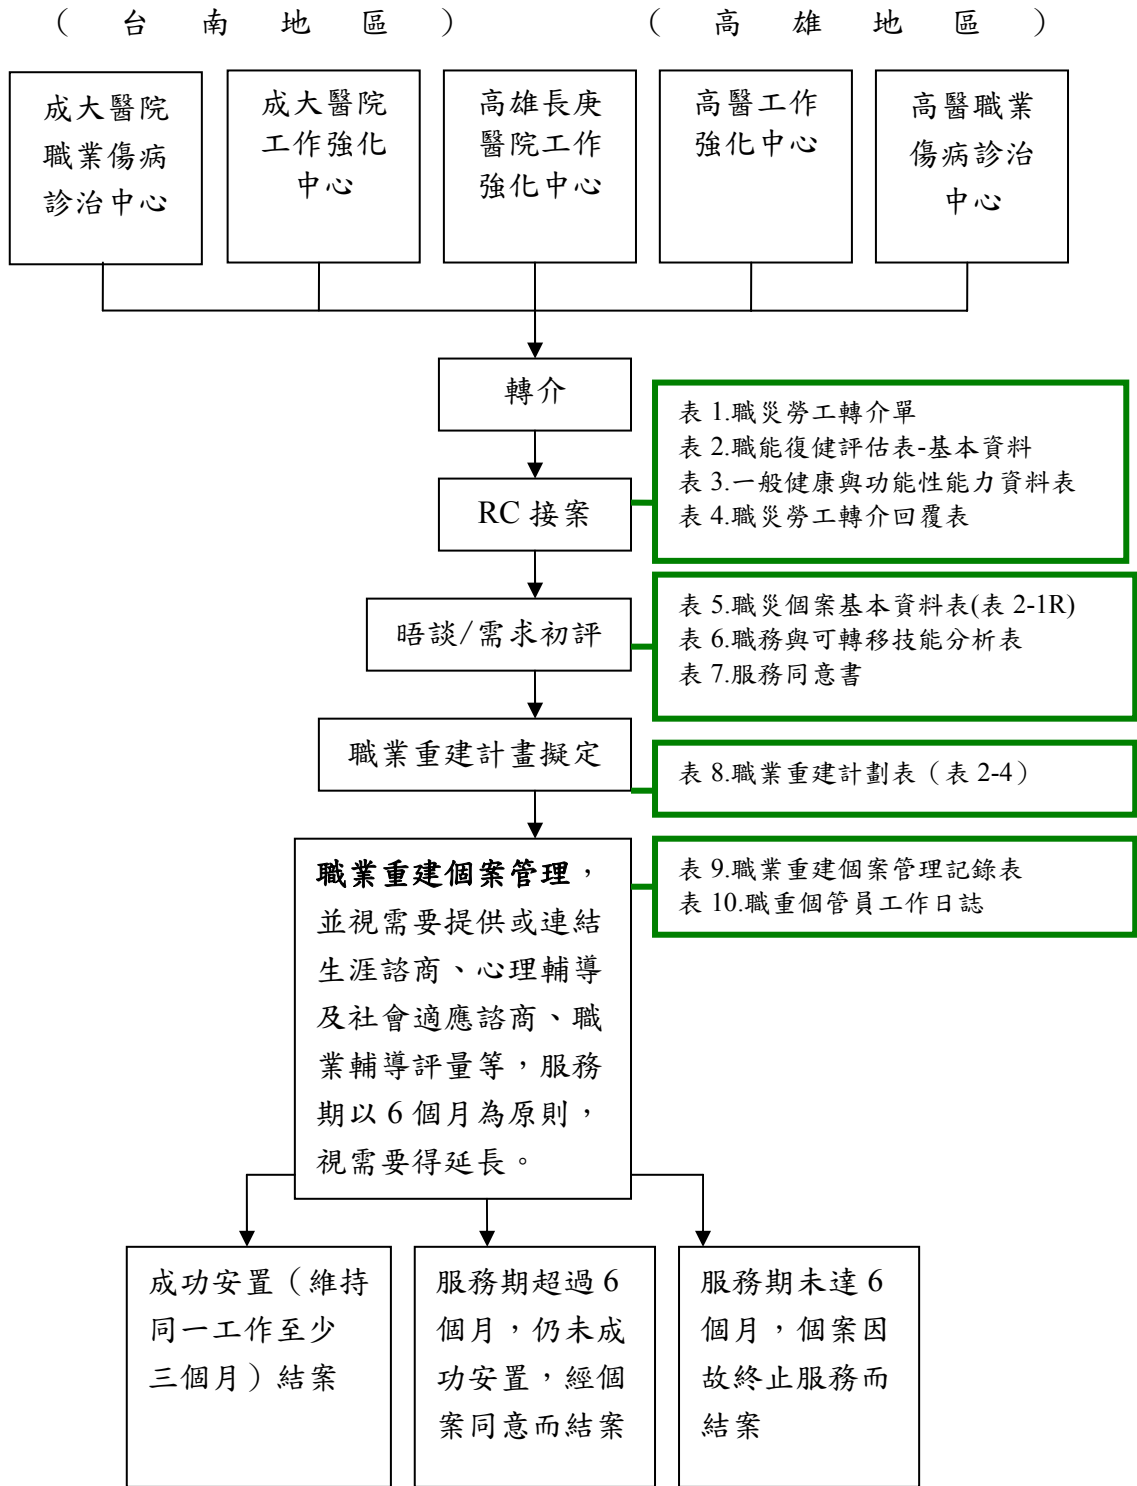 （台南地區） （高雄地區）
成大醫院
職業傷病
診治中心
成大醫院
工作強化
中心
高雄長庚
醫院工作
強化中心
高醫工作
強化中心
高醫職業
傷病診治
中心
轉介
表 1.職災勞工轉介單
表 2.職能復健評估表-基本資料
表 3.一般健康與功能性能力資料表
表 4.職災勞工轉介回覆表
RC 接案
晤談/需求初評
表 5.職災個案基本資料表(表 2-1R)
表 6.職務與可轉移技能分析表
表 7.服務同意書
職業重建計畫擬定
表 8.職業重建計劃表（表 2-4）
職業重建個案管理，
並視需要提供或連結
生涯諮商、心理輔導
及社會適應諮商、職
業輔導評量等，服務
期以 6 個月為原則，
視需要得延長。
表 9.職業重建個案管理記錄表
表 10.職重個管員工作日誌
成功安置（維持
同一工作至少
三個月）結案
服務期超過 6
個月，仍未成
功安置，經個
案同意而結案
服務期未達 6
個月，個案因
故終止服務而
結案